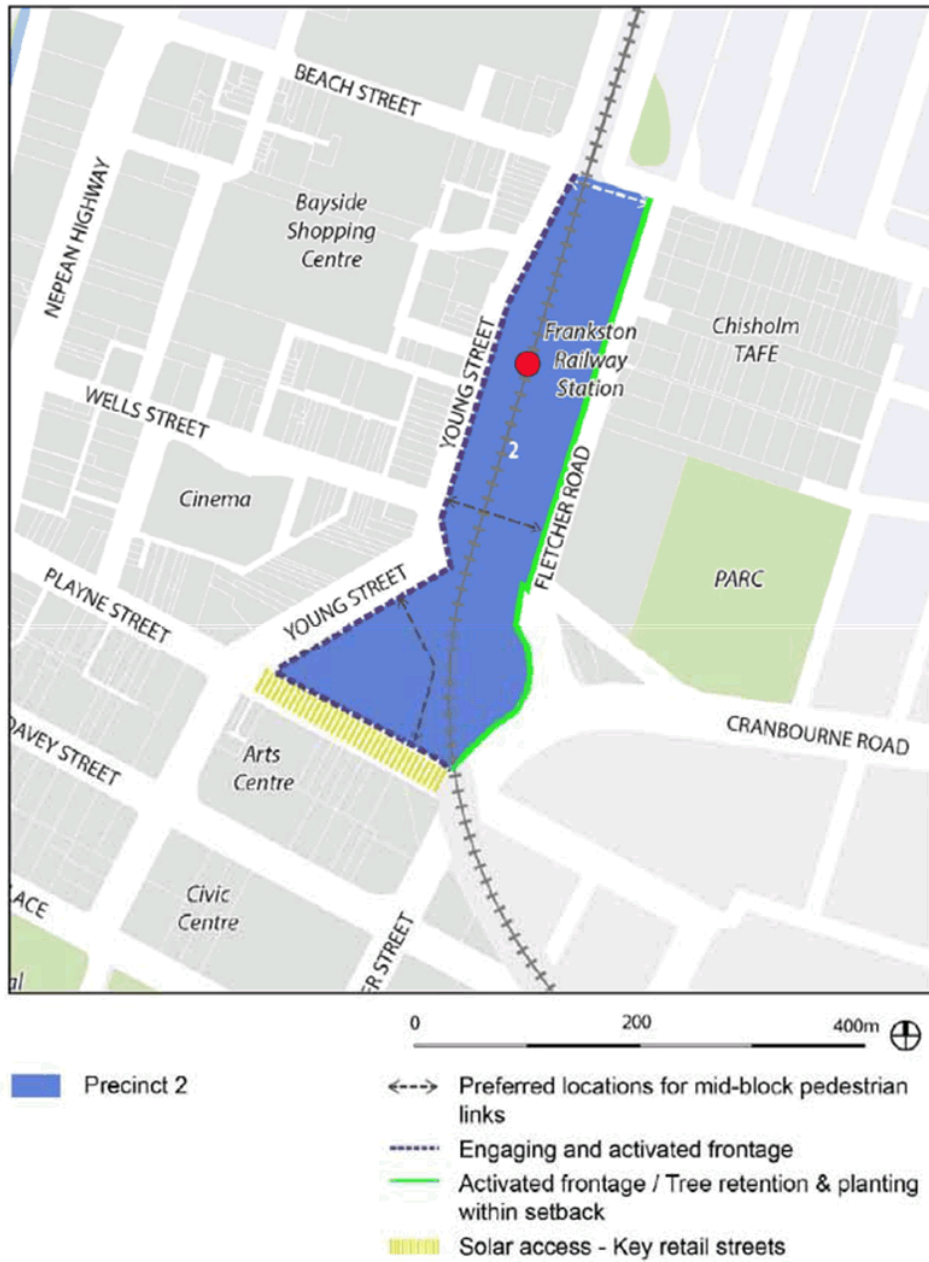 BEACH STREET
NEPEAN HIGHWAY
Bayside
Shopping
Centre
Chisholm
TAFE
Frankston
Railway
Station
YOUNG STREET
WELLS STREET
2
Cinema
FLETCHER ROAD
PARC
PLAYNE STREET
YOUNG STREET
CRANBOURNE ROAD
DAVEY STREET
Arts
Centre
Civic
Centre
ACE
ER STREET
al
0
200
400m
Precinct 2
Preferred locations for mid-block pedestrian
links
Engaging and activated frontage
Activated frontage / Tree retention & planting
within setback
Solar access - Key retail streets